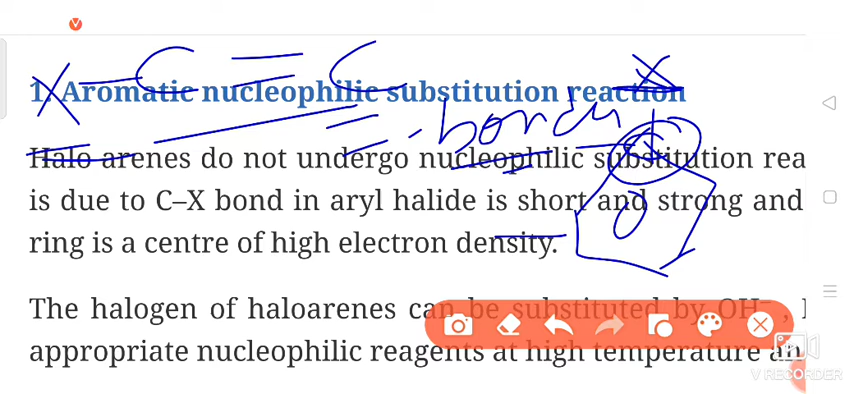 X - C = C
1. Aromatic nucleophilic substitution reaction
X
bond
Halo arenes do not undergo nucleophilic substitution rea
is due to C–X bond in aryl halide is short and strong and
ring is a centre of high electron density.
The halogen of haloarenes can be substituted by OH⁻,
appropriate nucleophilic reagents at high temperature an
V RECORDER